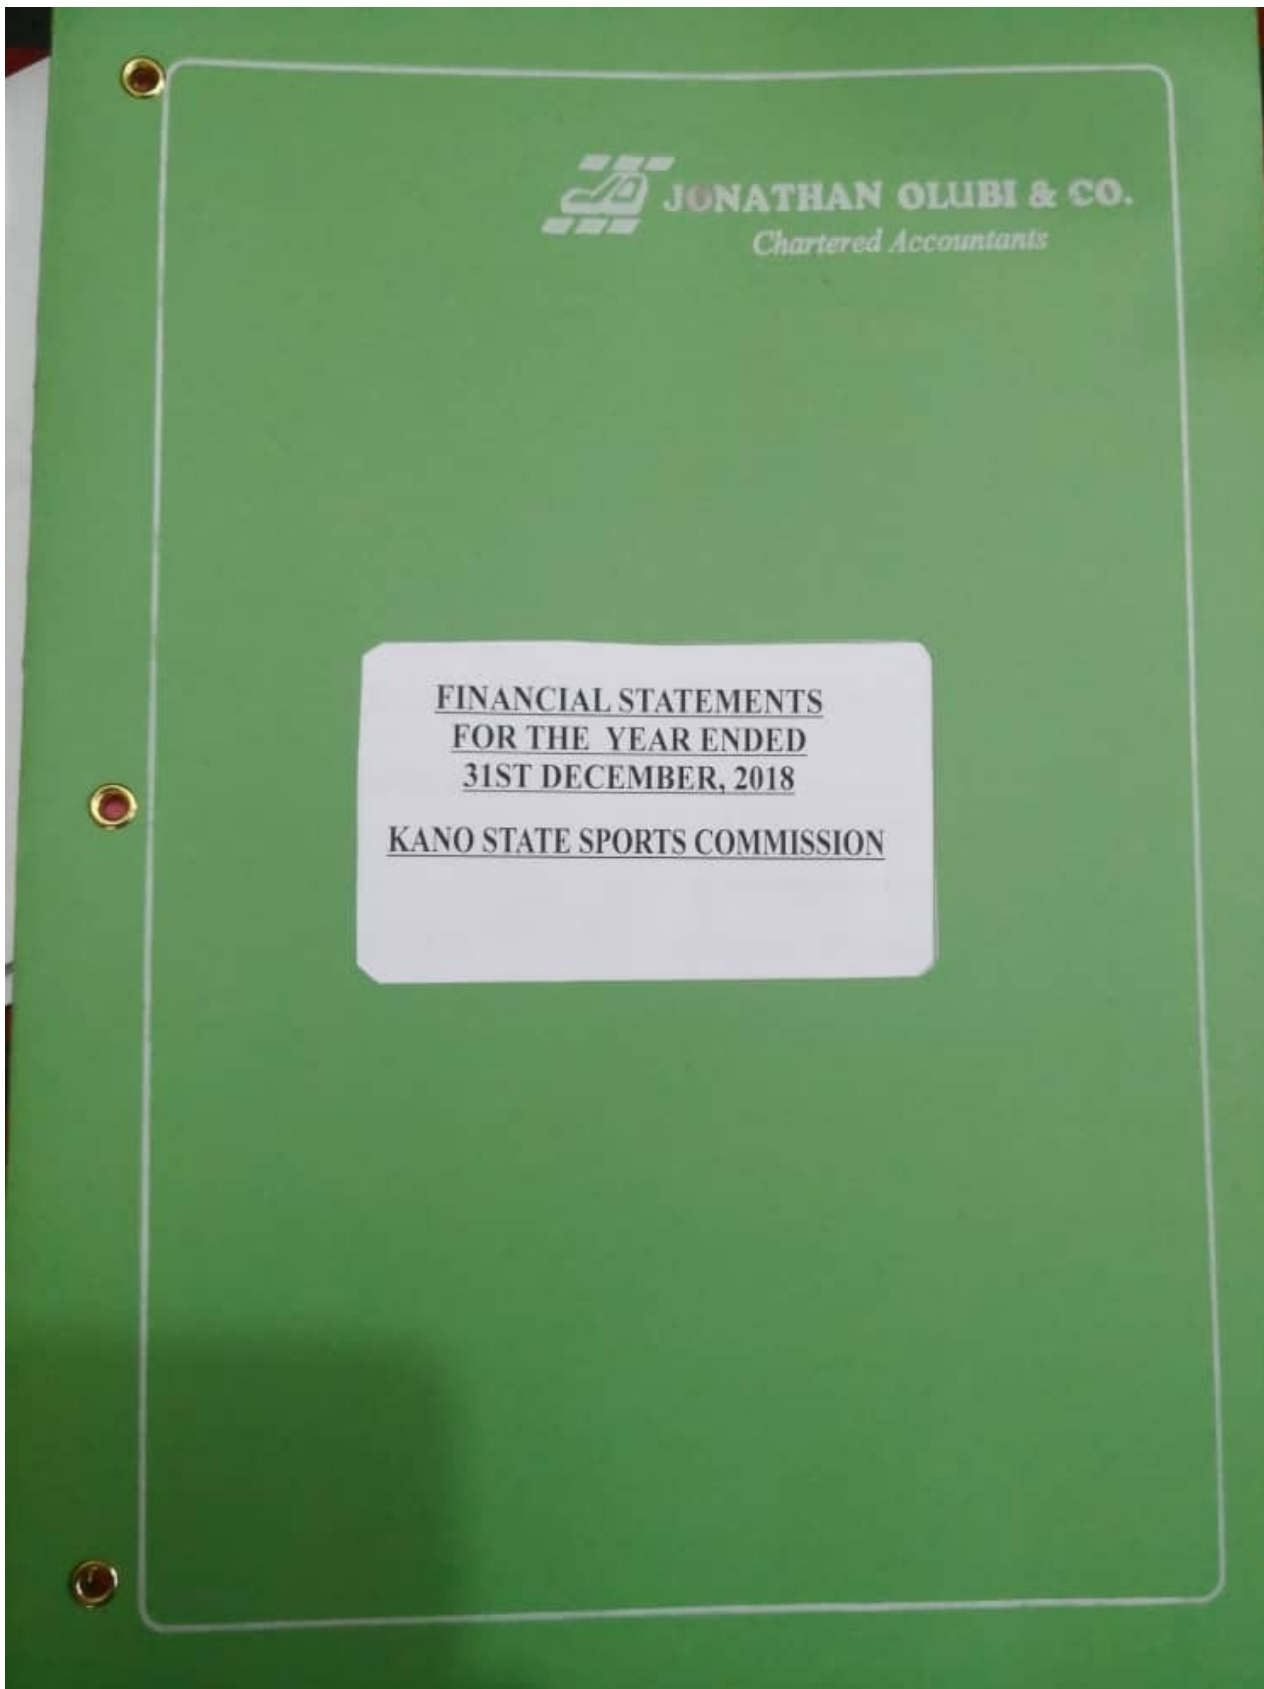 JONATHAN OLUBI & CO.
Chartered Accountants
FINANCIAL STATEMENTS
FOR THE YEAR ENDED
31ST DECEMBER, 2018
KANO STATE SPORTS COMMISSION